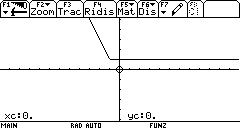 F1 F2 Zoom F3 Trac F4 Ridis F5 Mat F6 Dis F7
xc:0. yc:0.
MAIN RAD AUTO FUNZ